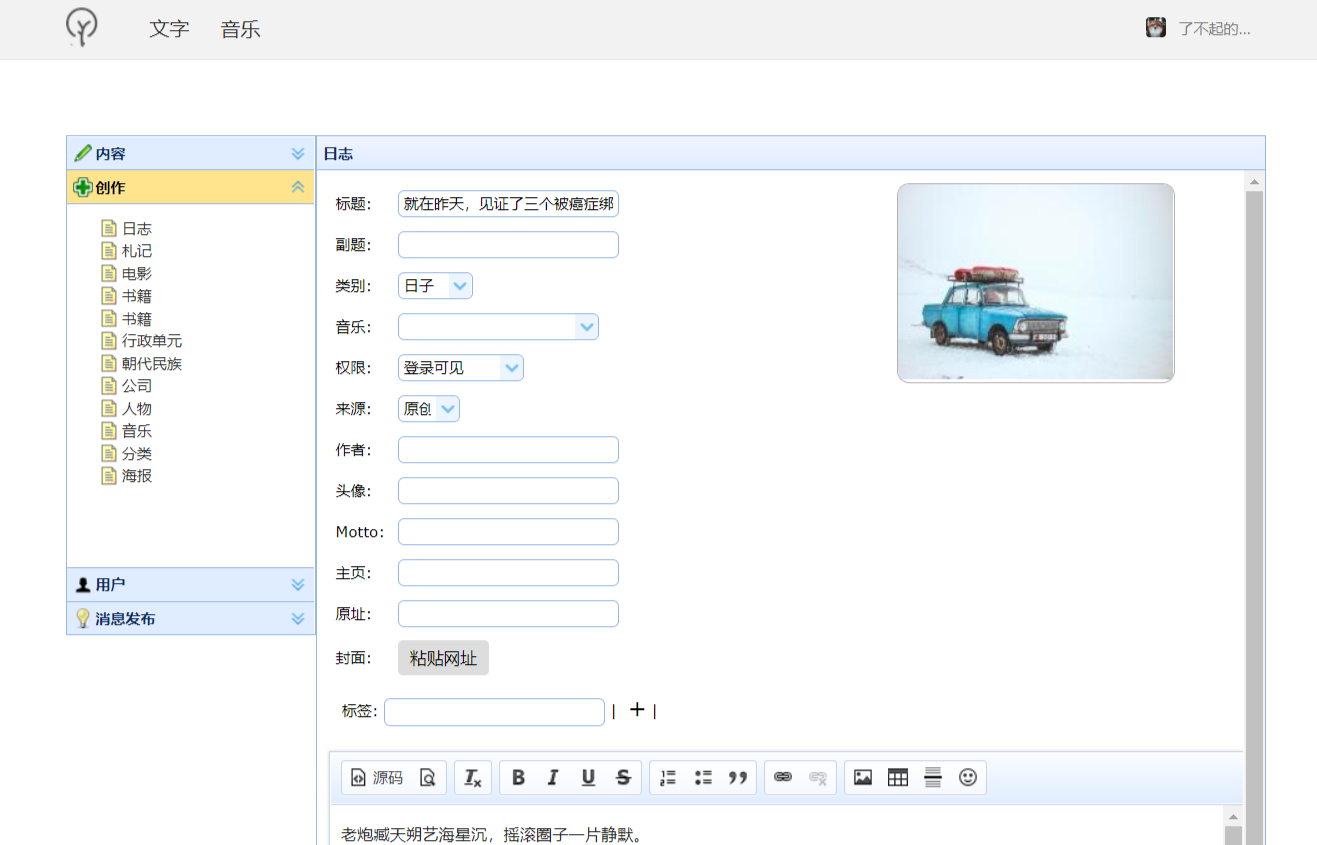 文字 音乐 了不起的...
内容
创作
日志
札记
电影
书籍
书籍
行政单元
朝代民族
公司
人物
音乐
分类
海报
用户
消息发布
日志
标题： 就在昨天，见证了三个被癌症绑
副题：
类别： 日子
音乐：
权限： 登录可见
来源： 原创
作者：
头像：
Motto：
主页：
原址：
封面： 粘贴网址
标签： | + |
源码
老炮臧天朔艺海星沉，摇滚圈子一片静默。